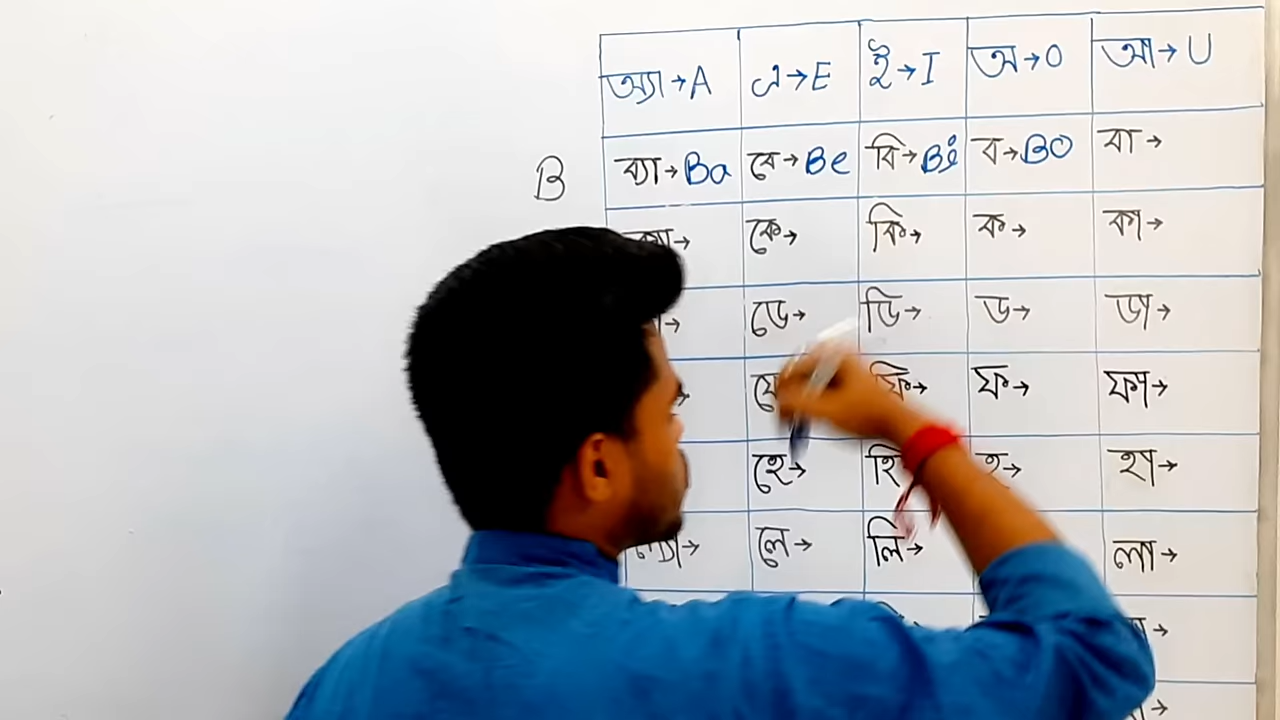 অ্যা→A এ→E ই→I অ→O আ→U
B ব্যা→Ba বে→Be বি→Bi ব→BO বা→
→ কে→ কি→ ক→ কা→
→ ডে→ ডি→ ড→ ডা→
→ ফি→ ফ→ ফা→
হে→ হি হ→ হা→
ল্যা→ লে→ লি→ লা→
→
→